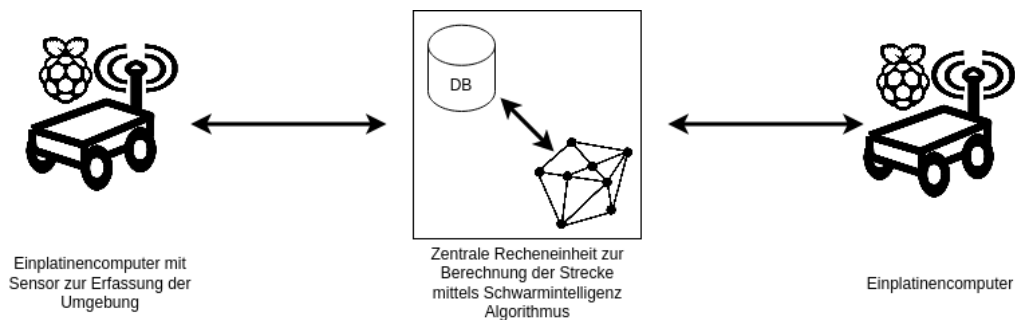 DB
Einplatinencomputer mit
Sensor zur Erfassung der
Umgebung
Zentrale Recheneinheit zur
Berechnung der Strecke
mittels Schwarmintelligenz
Algorithmus
Einplatinencomputer